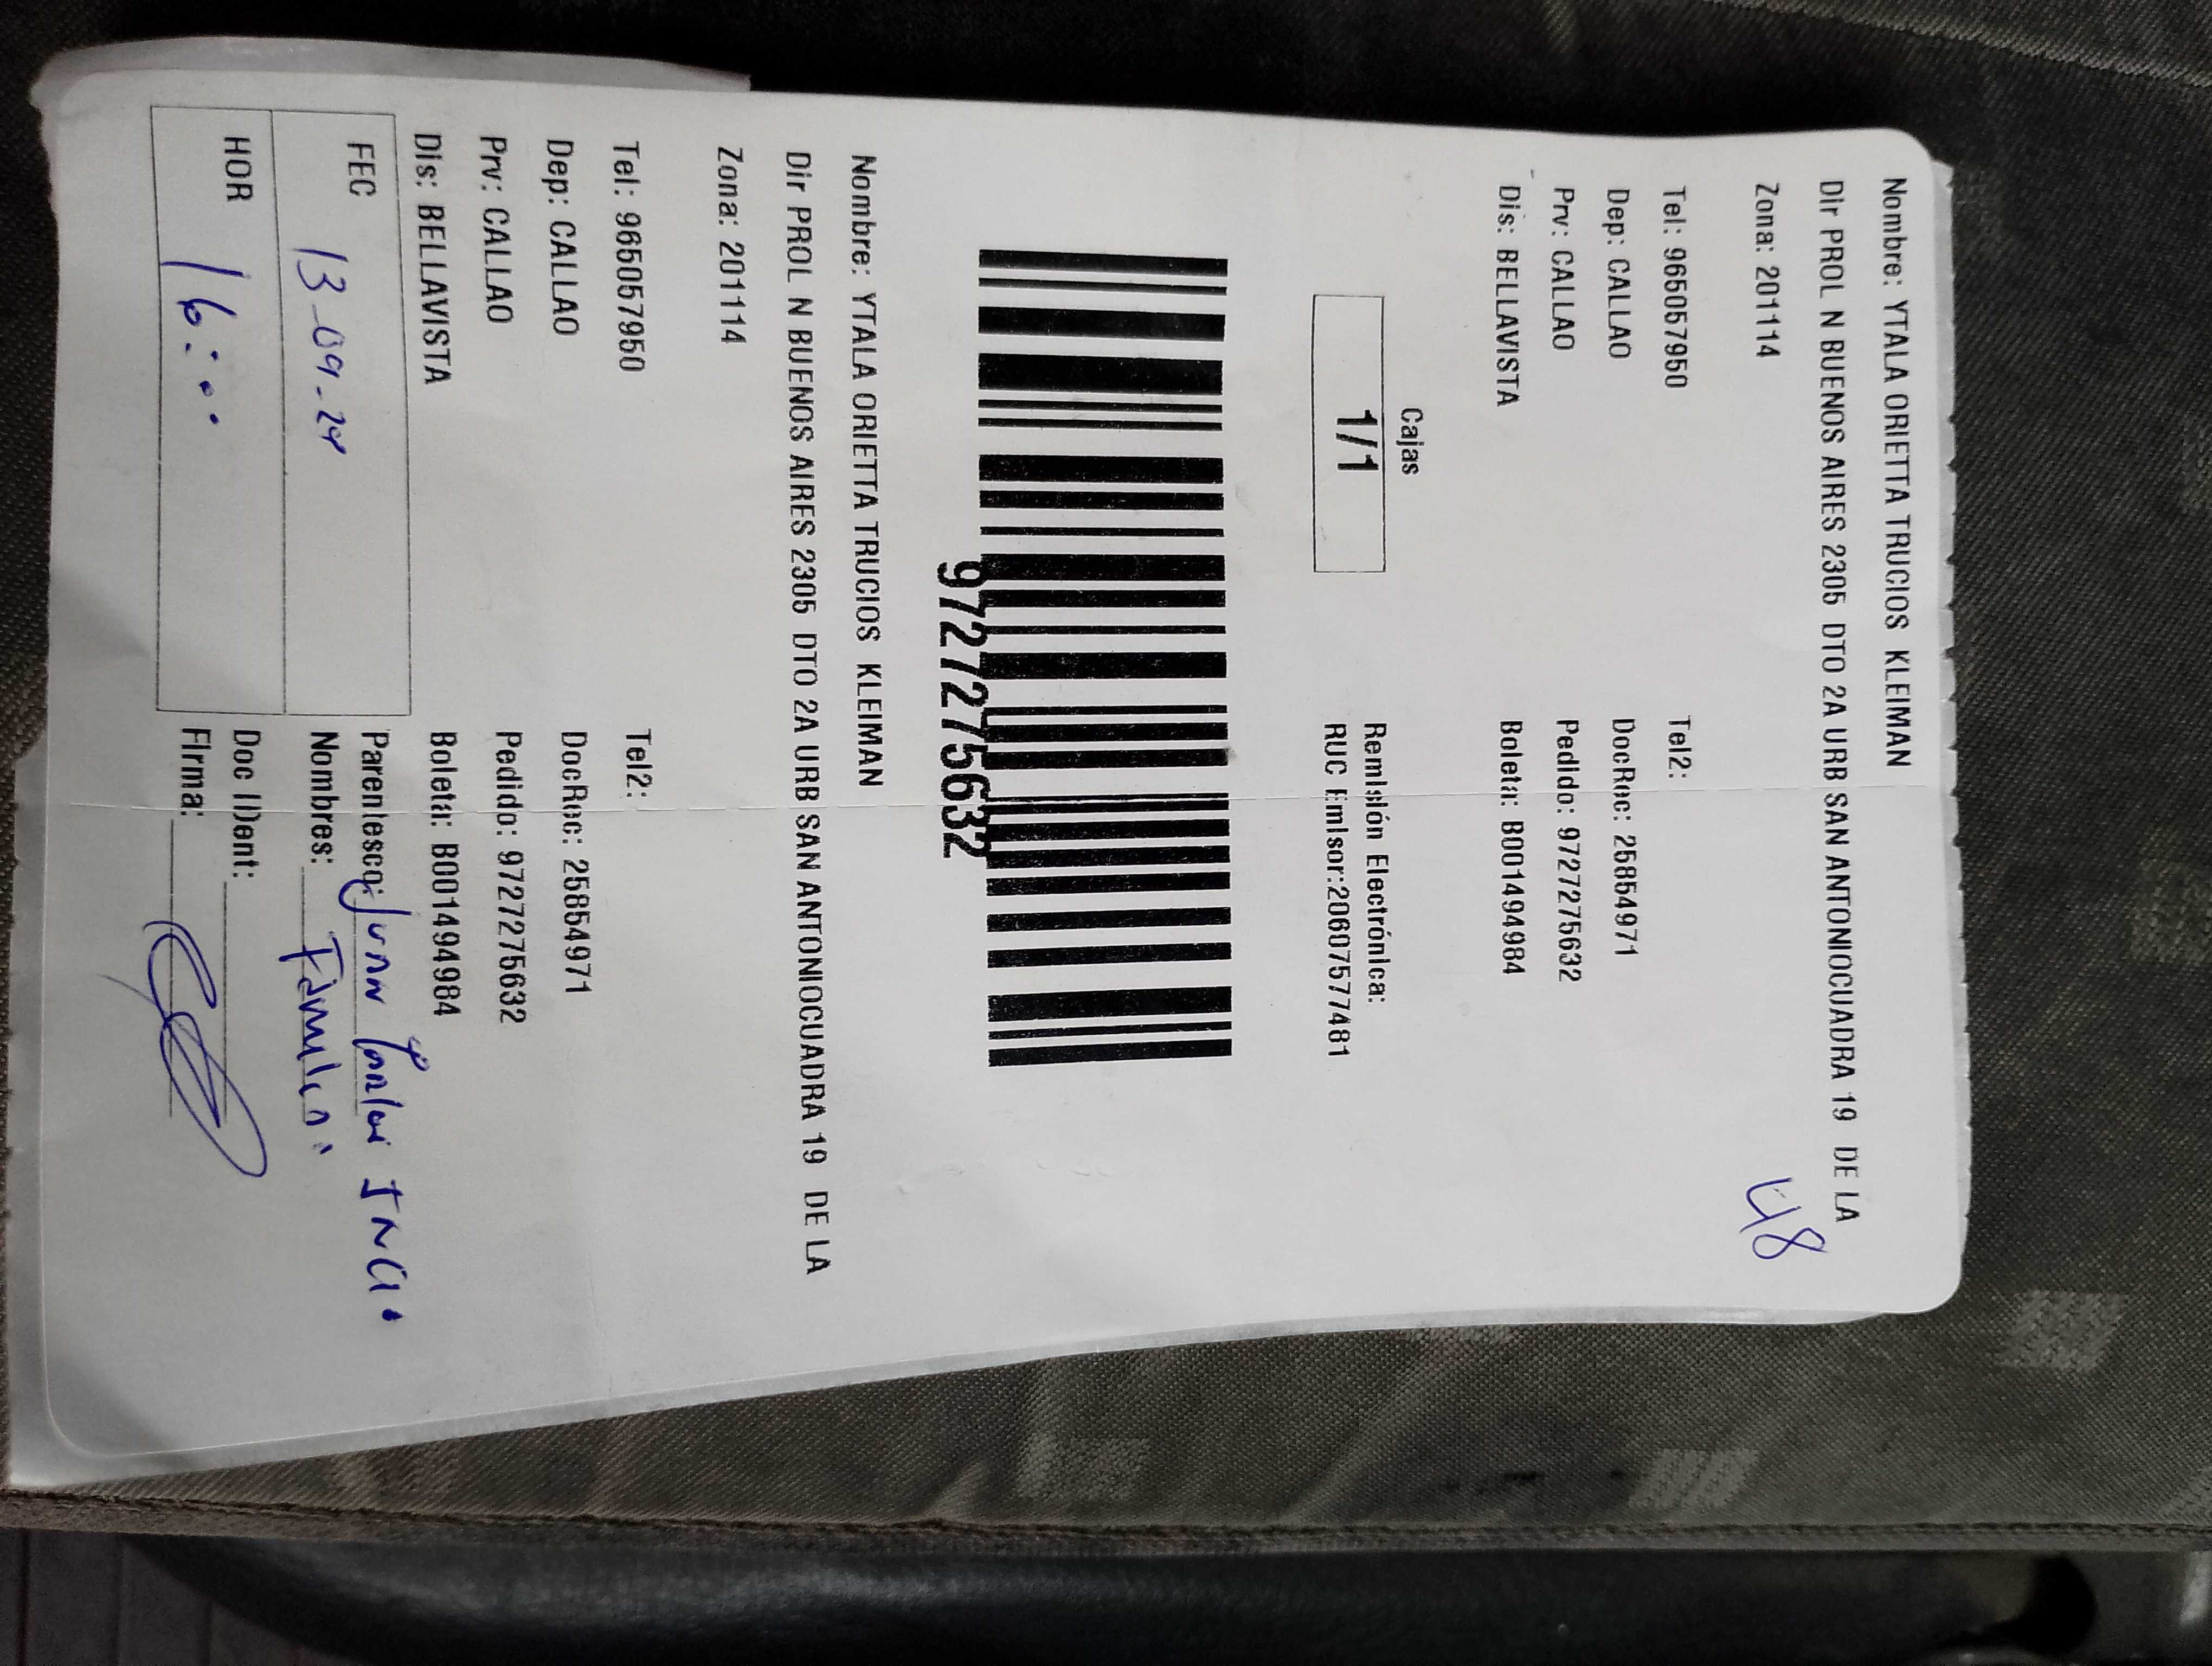 Nombre: YTALA ORIETTA TRUCIOS KLEIMAN
Dir PROL N BUENOS AIRES 2305 DTO 2A URB SAN ANTONIOCUADRA 19 DE LA
Zona: 201114
48
Tel: 965057950 Tel2:
Dep: CALLAO DocRec: 25854971
Prv: CALLAO Pedido: 9727275632
Dis: BELLAVISTA Boleta: B001494984
Cajas
1/1
Remisión Electrónica:
RUC Emisor:20607577481
9727275632
Nombre: YTALA ORIETTA TRUCIOS KLEIMAN
Dir PROL N BUENOS AIRES 2305 DTO 2A URB SAN ANTONIOCUADRA 19 DE LA
Zona: 201114
Tel: 965057950 Tel2:
Dep: CALLAO DocRec: 25854971
Prv: CALLAO Pedido: 9727275632
Dis: BELLAVISTA Boleta: B001494984
FEC 13-09-24
HOR 16:00
Parentesco: Juan
Nombres:
Doc IDent:
Firma: